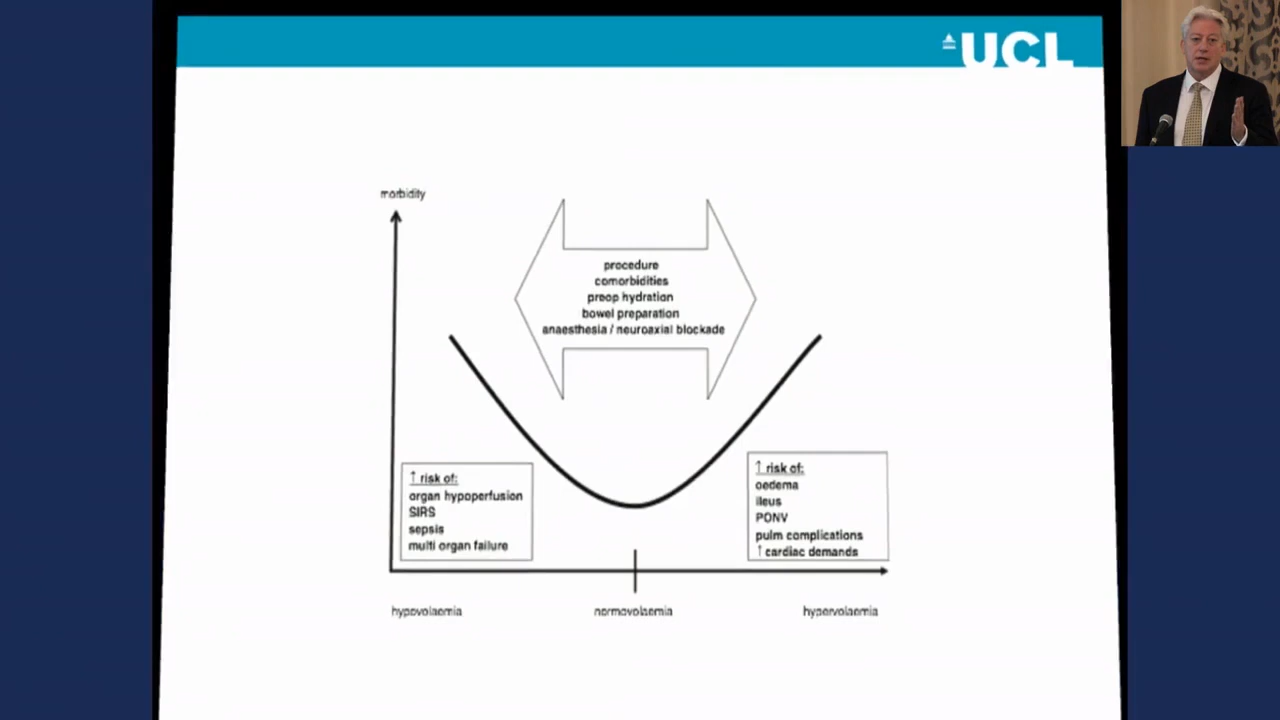 UCL
morbidity
procedure
comorbidities
preop hydration
bowel preparation
anaesthesia / neuroaxial blockade
↑ risk of:
organ hypoperfusion
SIRS
sepsis
multi organ failure
↑ risk of:
oedema
ileus
PONV
pulm complications
↑ cardiac demands
hypovolaemia
normovolaemia
hypervolaemia